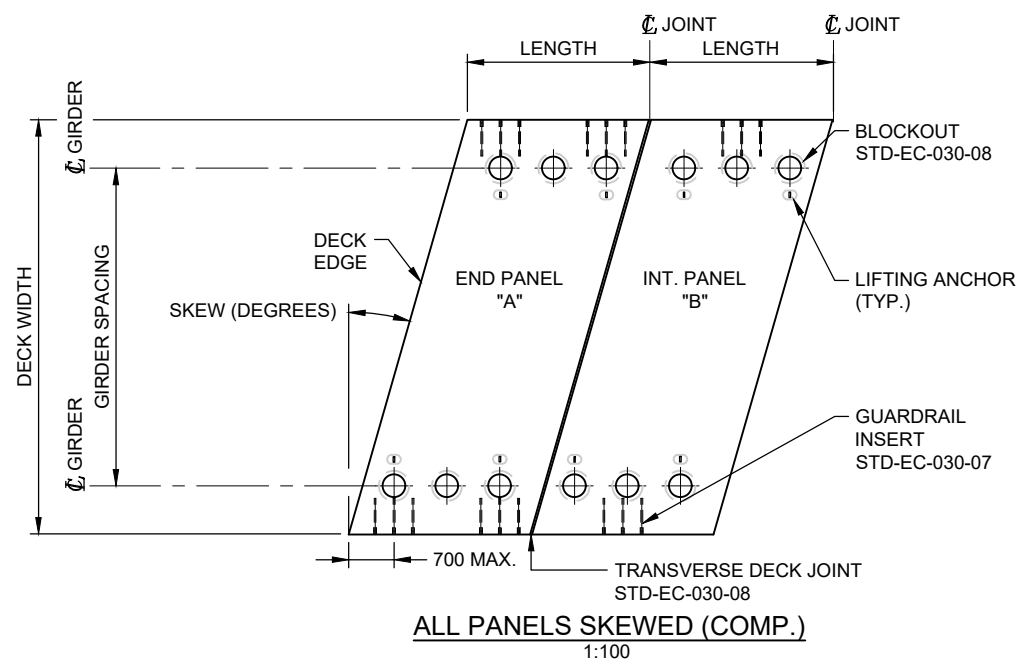 ℄ JOINT
℄ JOINT
LENGTH
LENGTH
℄ GIRDER
BLOCKOUT
STD-EC-030-08
DECK
EDGE
END PANEL
"A"
INT. PANEL
"B"
LIFTING ANCHOR
(TYP.)
SKEW (DEGREES)
DECK WIDTH
GIRDER SPACING
GUARDRAIL
INSERT
STD-EC-030-07
℄ GIRDER
700 MAX.
TRANSVERSE DECK JOINT
STD-EC-030-08
ALL PANELS SKEWED (COMP.)
1:100